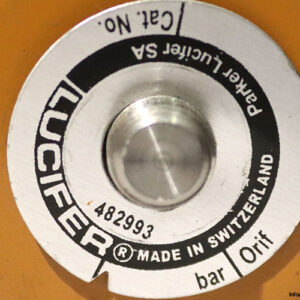 Cat. No.
Parker Lucifer SA
LUCIFER® MADE IN SWITZERLAND
482993
bar
Orif